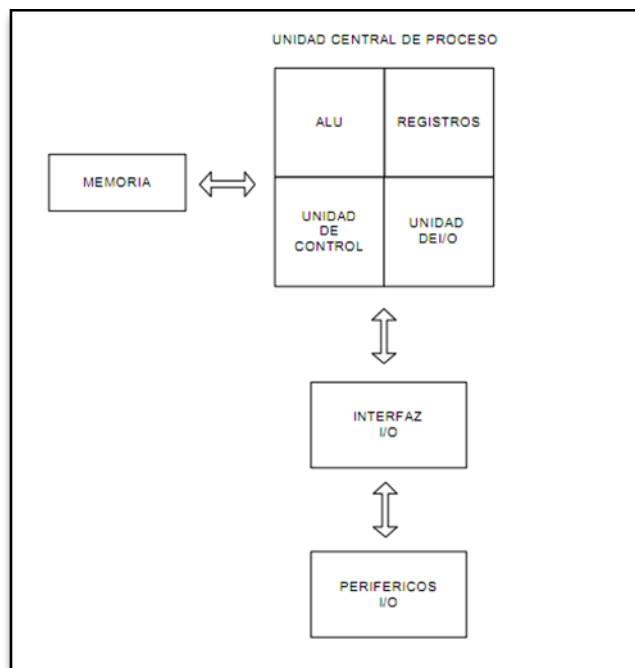 UNIDAD CENTRAL DE PROCESO
ALU
REGISTROS
MEMORIA
UNIDAD
DE
CONTROL
UNIDAD
DEI/O
INTERFAZ
I/O
PERIFERICOS
I/O